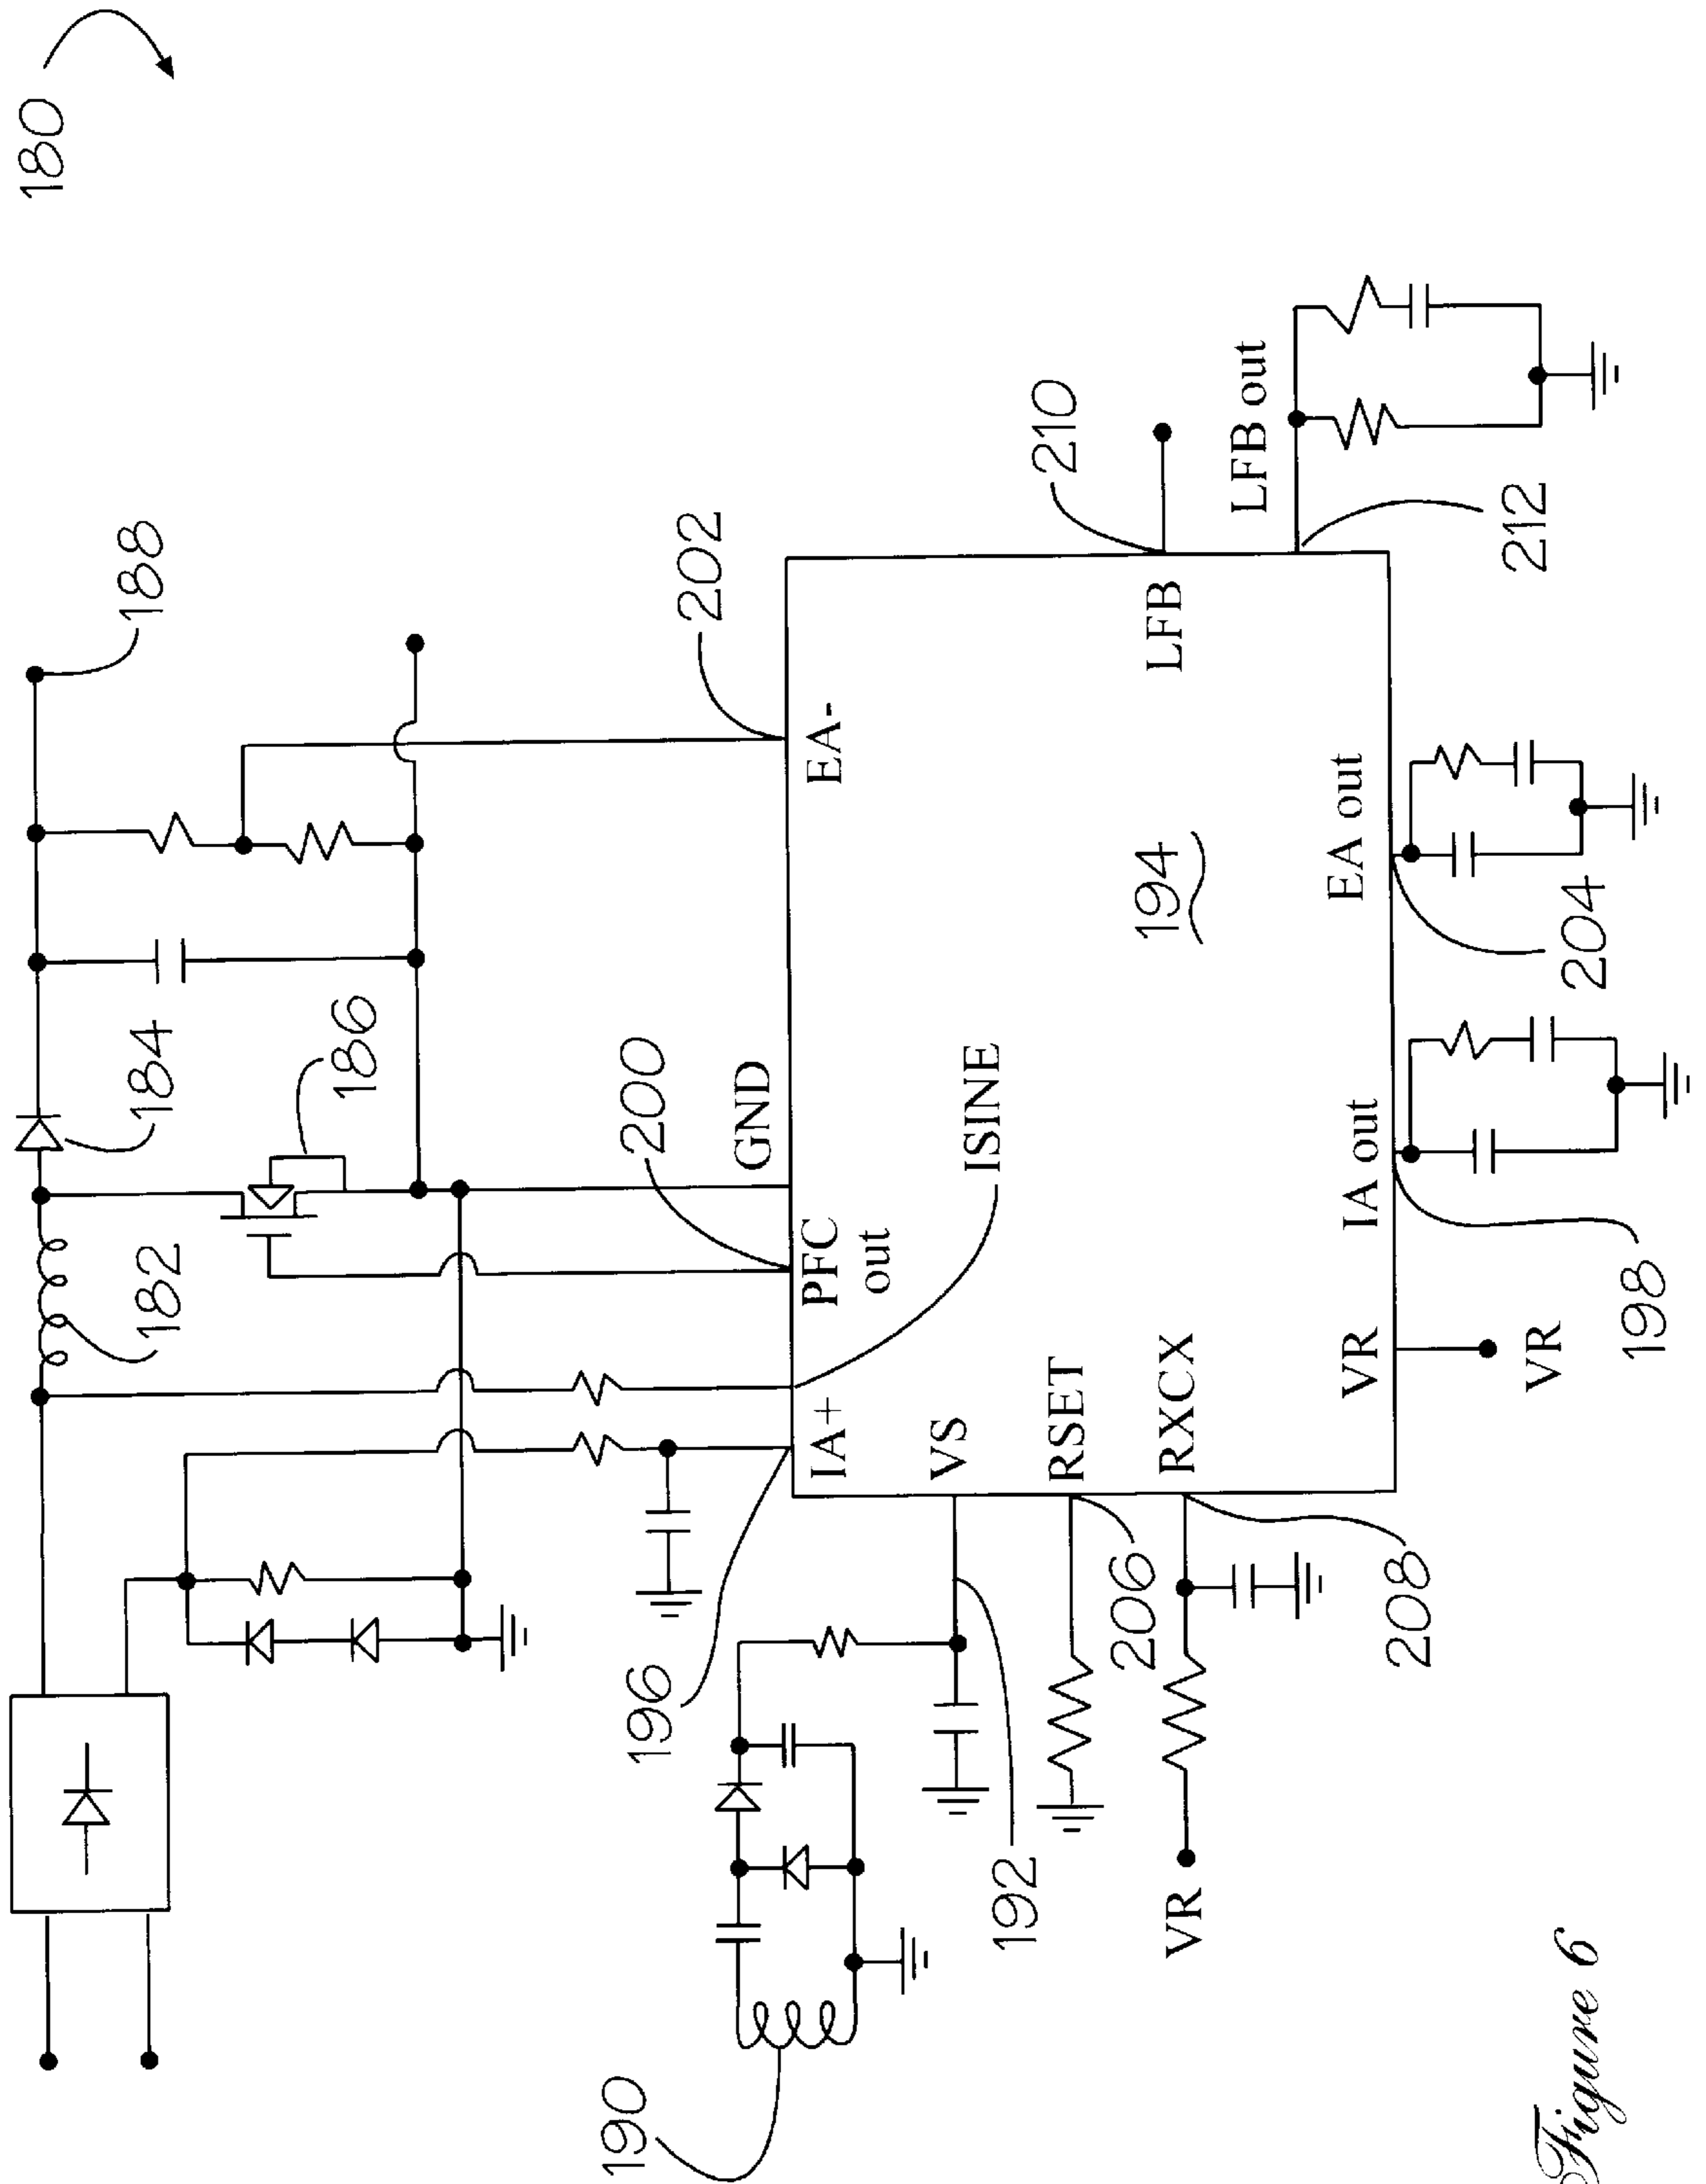 180
182
184
188
186
190
196
200
202
GND
IA+
PFC
out
EA-
VS
ISINE
192
RSET
210
206
194
VR
RXCX
LFB
LFB out
VR
IA out
EA out
208
212
VR
204
198
Figure 6